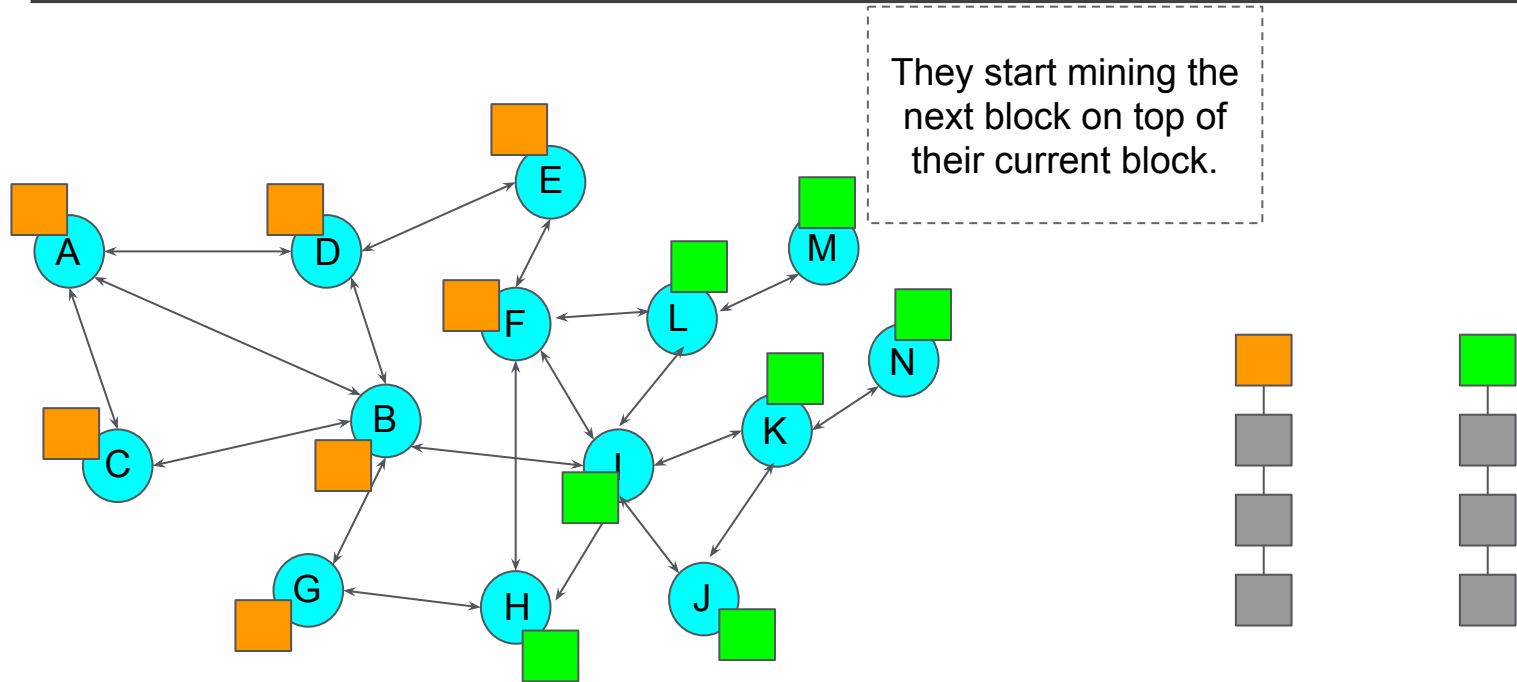 They start mining the
next block on top of
their current block.
E
M
A
D
F
L
N
B
K
C
I
G
H
J